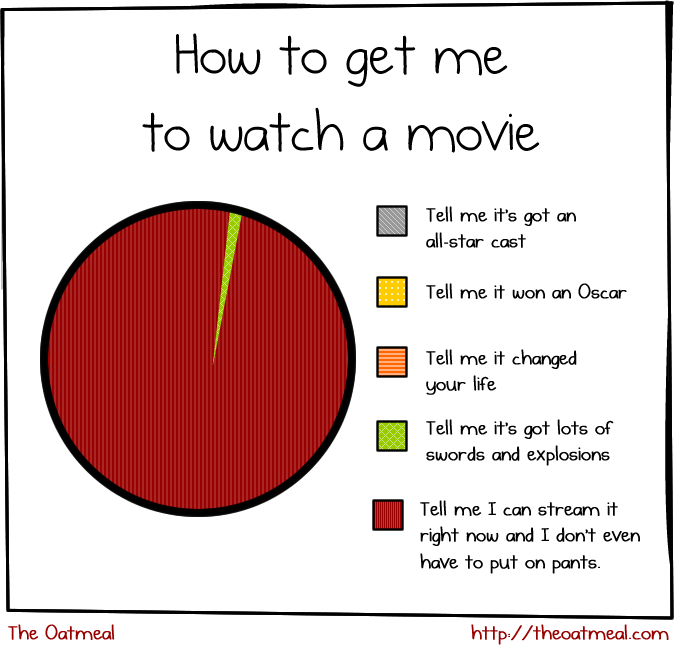 How to get me
to watch a movie
Tell me it's got an
all-star cast
Tell me it won an Oscar
Tell me it changed
your life
Tell me it's got lots of
swords and explosions
Tell me I can stream it
right now and I don't even
have to put on pants.
The Oatmeal
http://theoatmeal.com